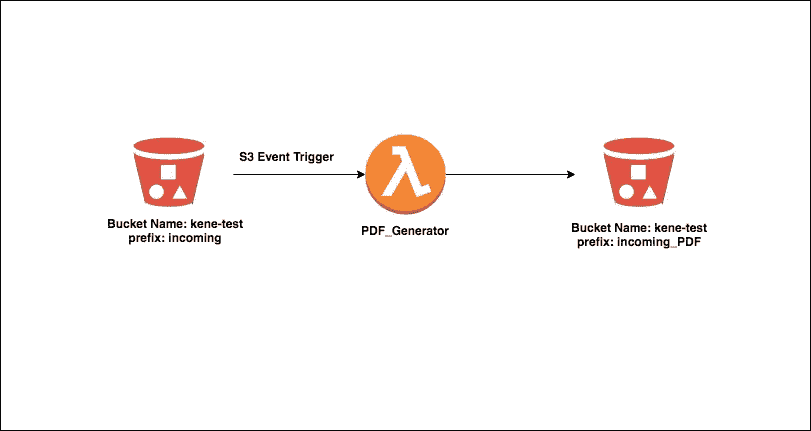 S3 Event Trigger
Bucket Name: kene-test
prefix: incoming
PDF_Generator
Bucket Name: kene-test
prefix: incoming_PDF